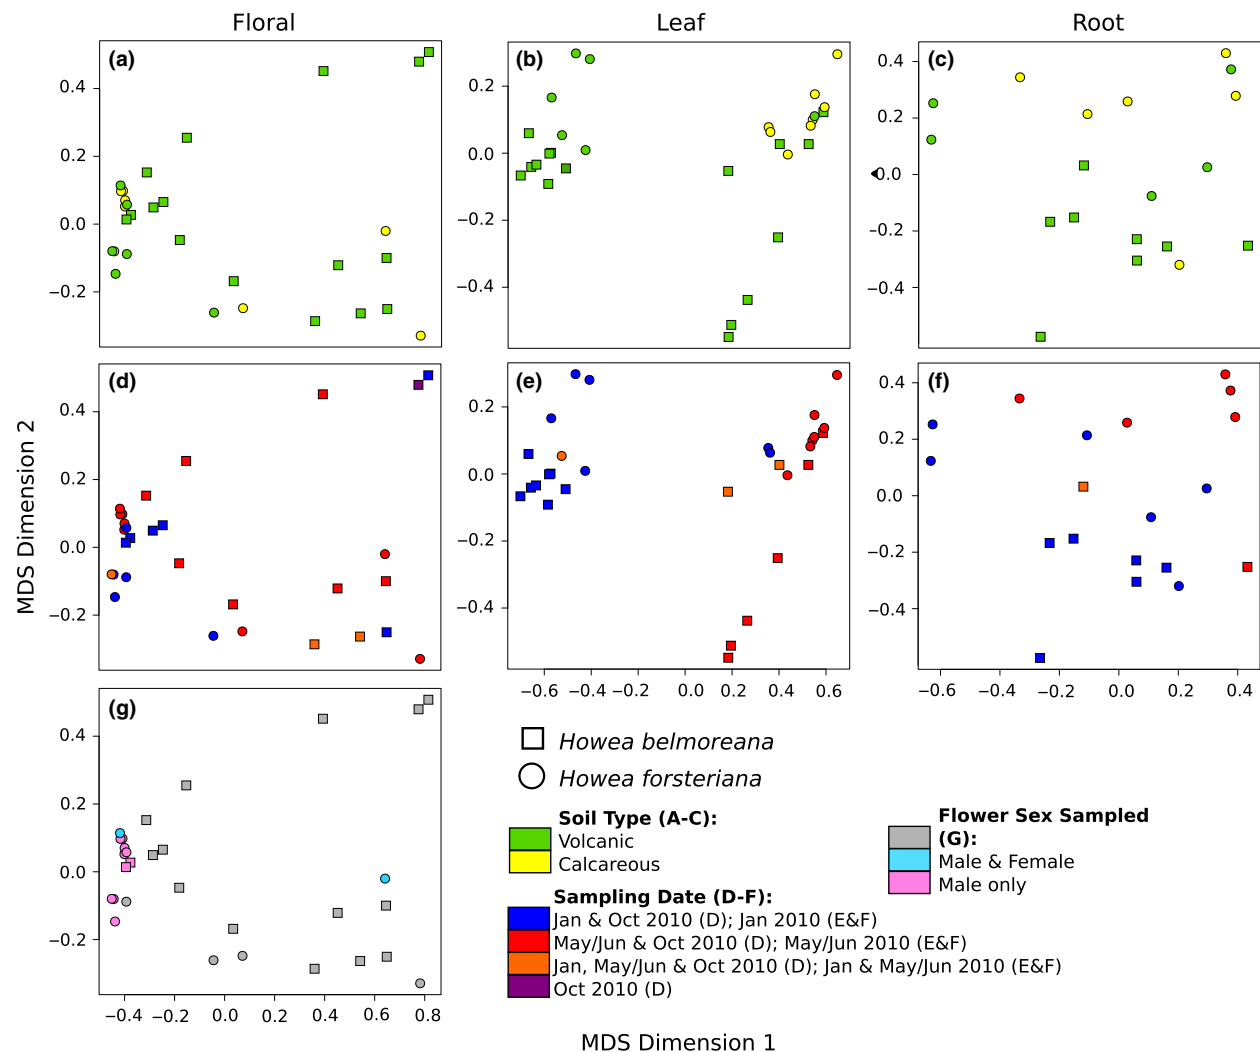 Floral Leaf Root
(a) (b) (c)
0.4
0.2
0.0
−0.2
0.2
0.0
−0.2
−0.4
0.4
0.2
0.0
−0.2
−0.4
(d) (e) (f)
0.4
0.2
0.0
−0.2
0.2
0.0
−0.2
−0.4
0.4
0.2
0.0
−0.2
−0.4
−0.6 −0.4 −0.2 0.0 0.2 0.4 0.6
−0.6 −0.4 −0.2 0.0 0.2 0.4
MDS Dimension 2
(g)
0.4
0.2
0.0
−0.2
−0.4 −0.2 0.0 0.2 0.4 0.6 0.8
Howea belmoreana
Howea forsteriana
Soil Type (A-C):
Volcanic
Calcareous
Flower Sex Sampled
(G):
Male & Female
Male only
Sampling Date (D-F):
Jan & Oct 2010 (D); Jan 2010 (E&F)
May/Jun & Oct 2010 (D); May/Jun 2010 (E&F)
Jan, May/Jun & Oct 2010 (D); Jan & May/Jun 2010 (E&F)
Oct 2010 (D)
MDS Dimension 1